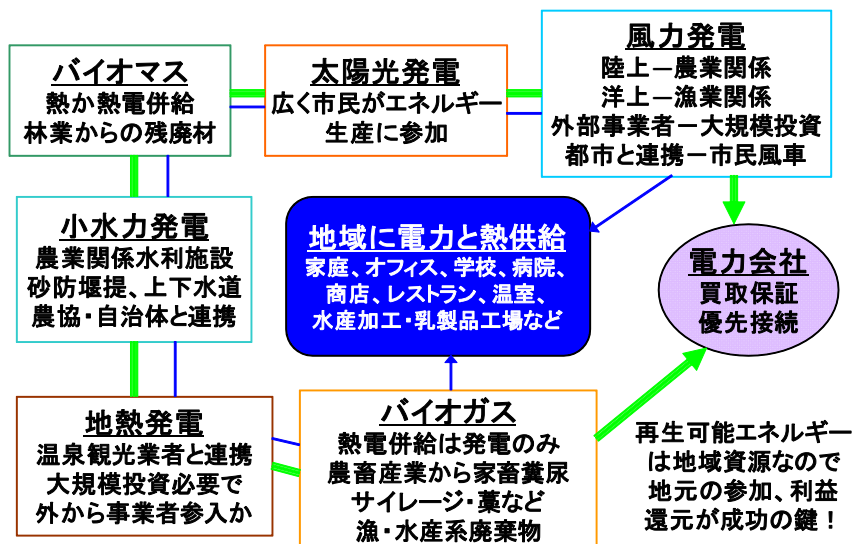 バイオマス
熱か熱電併給
林業からの残廃材
太陽光発電
広く市民がエネルギー
生産に参加
風力発電
陸上―農業関係
洋上―漁業関係
外部事業者－大規模投資
都市と連携－市民風車
小水力発電
農業関係水利施設
砂防堰提、上下水道
農協・自治体と連携
地域に電力と熱供給
家庭、オフィス、学校、病院、
商店、レストラン、温室、
水産加工・乳製品工場など
電力会社
買取保証
優先接続
地熱発電
温泉観光業者と連携
大規模投資必要で
外から事業者参入か
バイオガス
熱電併給は発電のみ
農畜産業から家畜糞尿
サイレージ・藁など
漁・水産系廃棄物
再生可能エネルギー
は地域資源なので
地元の参加、利益
還元が成功の鍵！